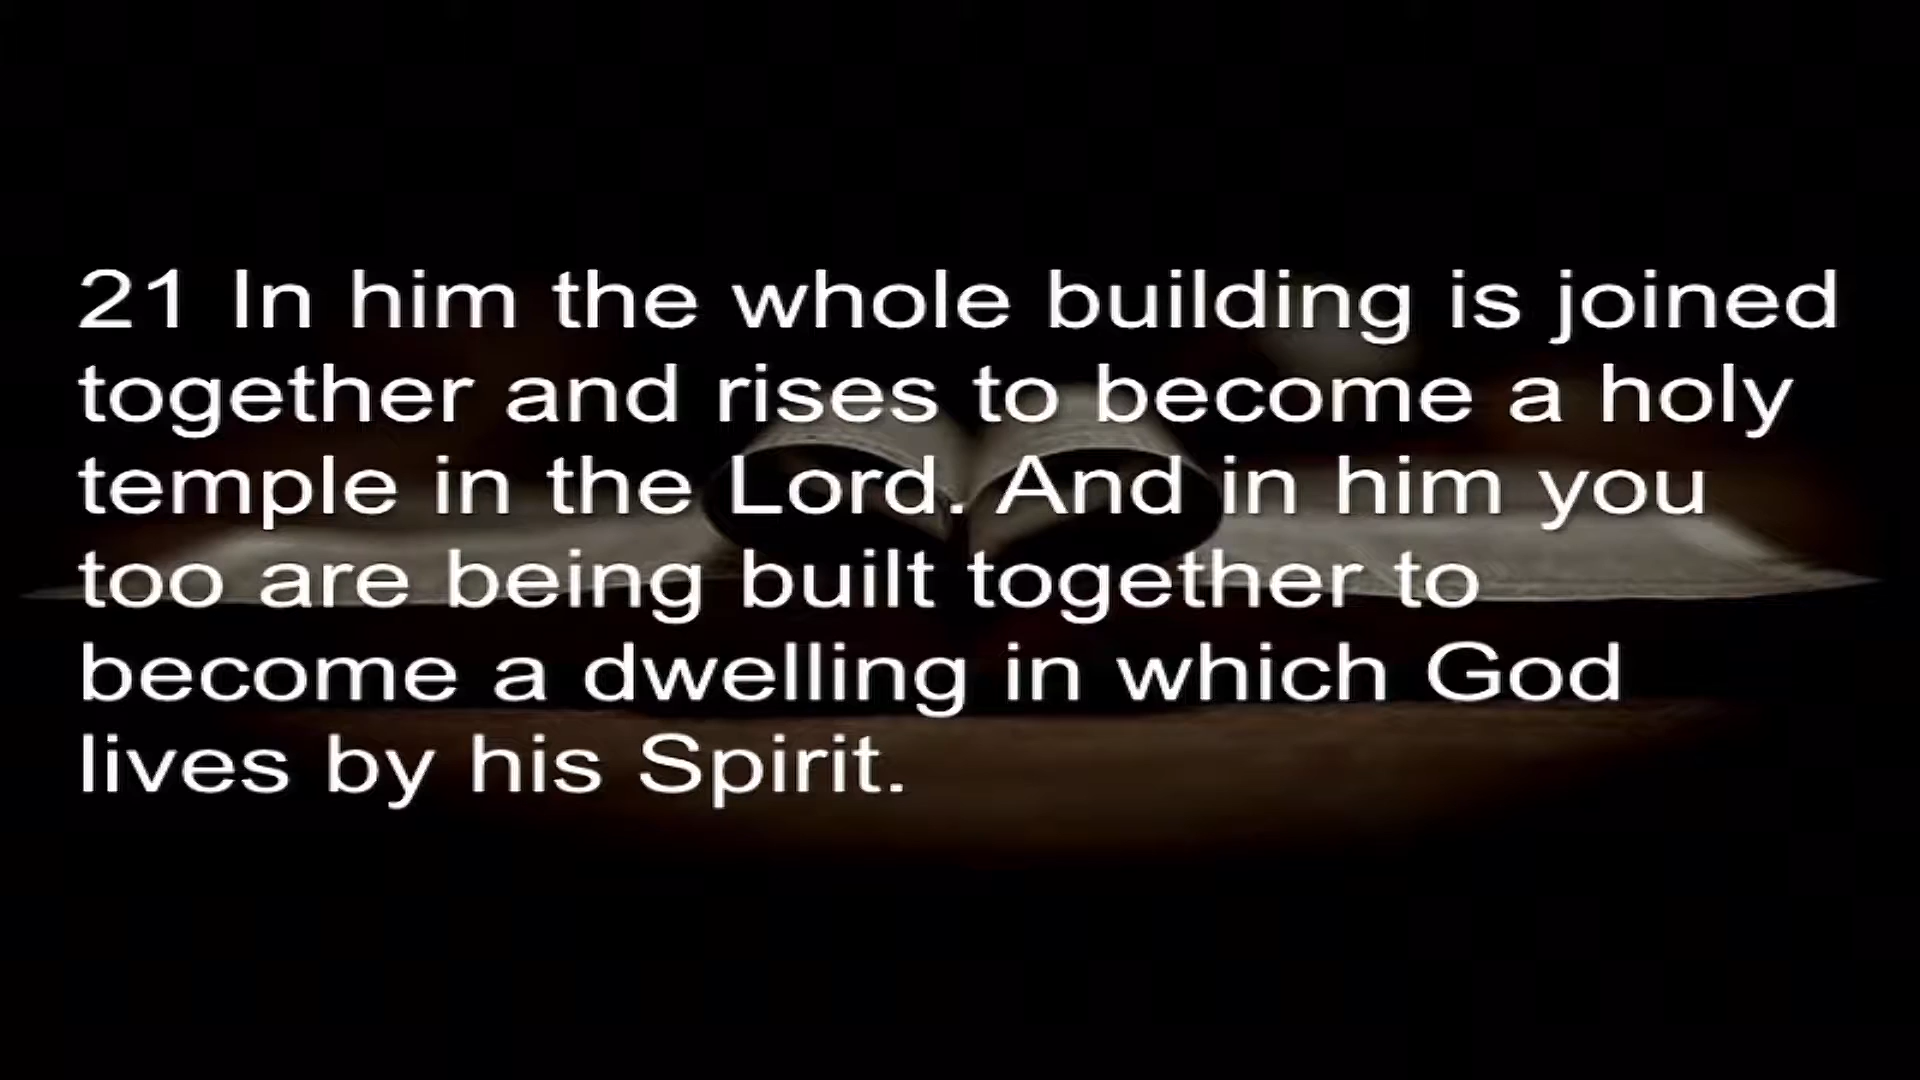 21 In him the whole building is joined
together and rises to become a holy
temple in the Lord. And in him you
too are being built together to
become a dwelling in which God
lives by his Spirit.